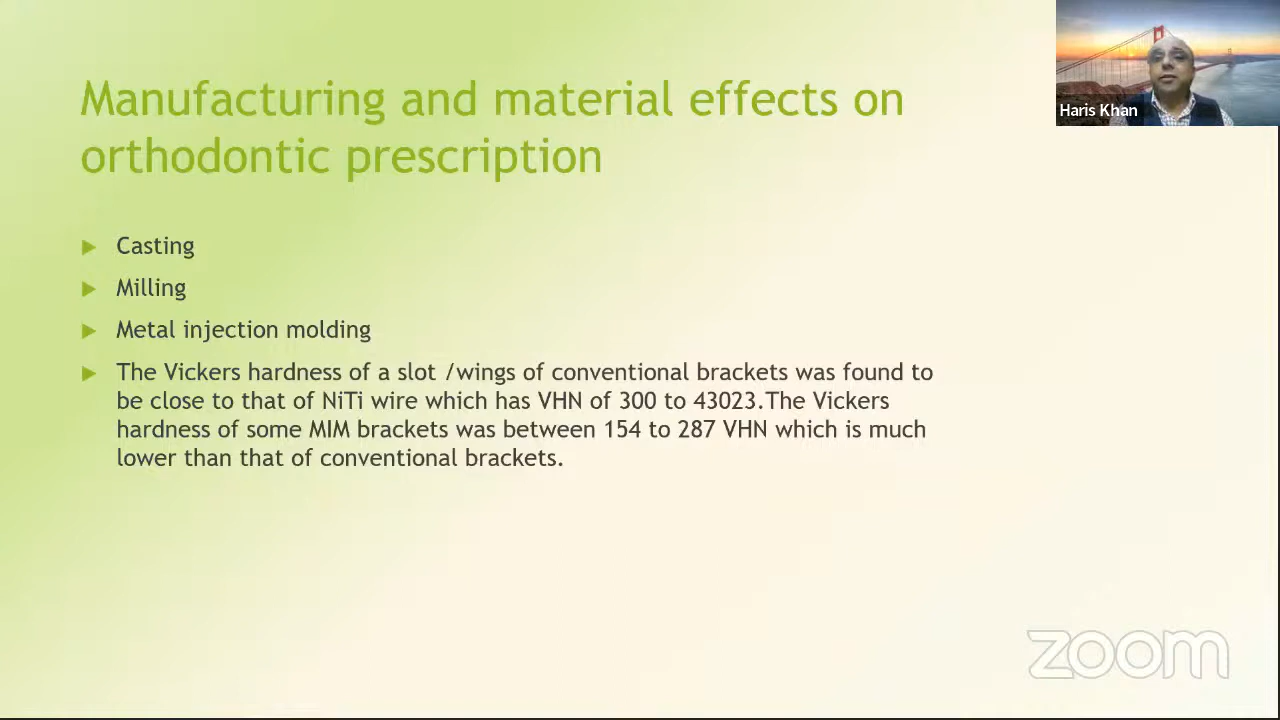 Manufacturing and material effects on
orthodontic prescription
Haris Khan
Casting
Milling
Metal injection molding
The Vickers hardness of a slot /wings of conventional brackets was found to
be close to that of NiTi wire which has VHN of 300 to 43023.The Vickers
hardness of some MIM brackets was between 154 to 287 VHN which is much
lower than that of conventional brackets.
zoom